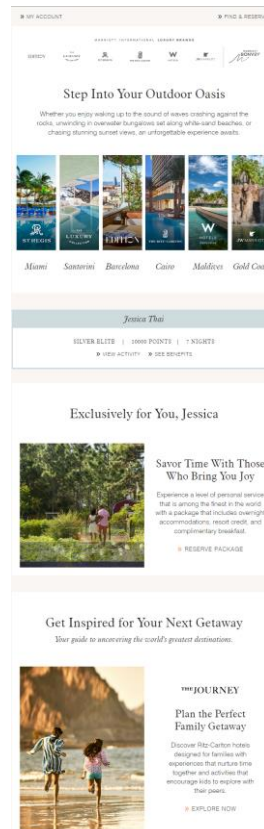 MY ACCOUNT
FIND & RESERV
MARRIOTT INTERNATIONAL LUXURY BRANDS
EDITION
W
Step Into Your Outdoor Oasis
Whether you enjoy waking up to the sound of waves crashing against the
rocks, unwinding in overwater bungalows set along white-sand beaches, or
chasing stunning sunset views, an unforgettable experience awaits.
ST REGIS
LUXURY
COLLECTION
EDITION
W
HOTELS
Miami
Santorini
Barcelona
Cairo
Maldives
Gold Coa
Jessica Thai
SILVER ELITE | 10000 POINTS | 7 NIGHTS
VIEW ACTIVITY
SEE BENEFITS
Exclusively for You, Jessica
Savor Time With Those
Who Bring You Joy
Experience a level of personal service
that is among the finest in the world
with a package that includes overnight
accommodations, resort credit, and
complimentary breakfast.
RESERVE PACKAGE
Get Inspired for Your Next Getaway
Your guide to uncovering the world's greatest destinations.
THE JOURNEY
Plan the Perfect
Family Getaway
Discover Ritz-Carlton hotels
designed for families with
experiences that nurture time
together and activities that
encourage kids to explore with
their peers.
EXPLORE NOW